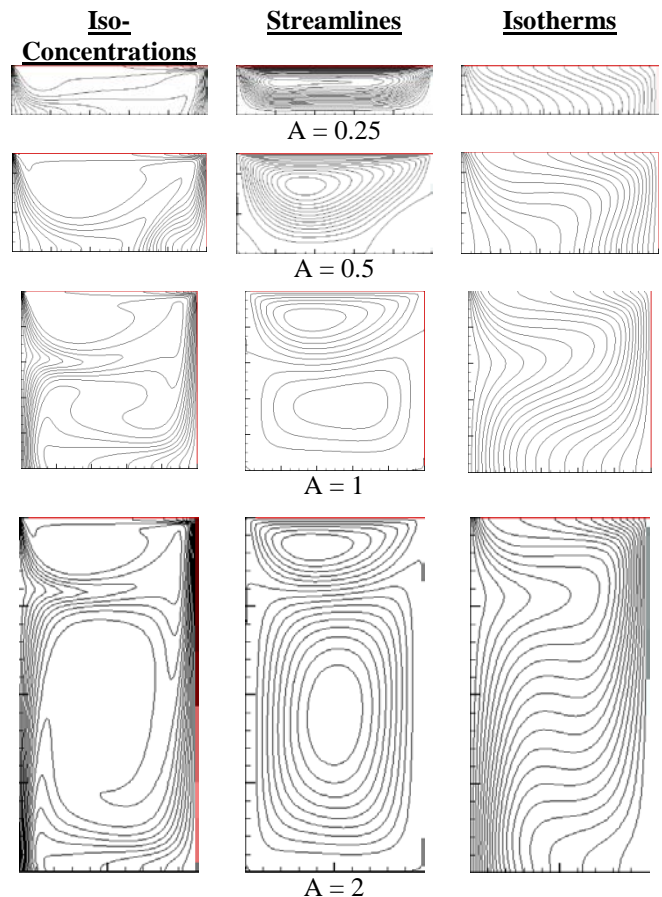 Iso-
Concentrations
Streamlines
Isotherms
A = 0.25
A = 0.5
A = 1
A = 2